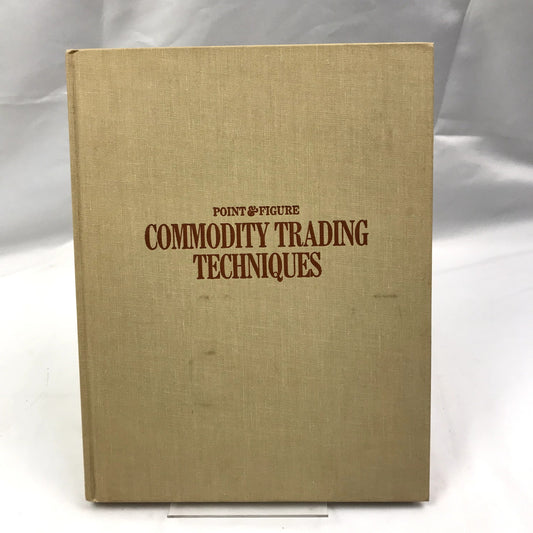 POINT & FIGURE
COMMODITY TRADING
TECHNIQUES